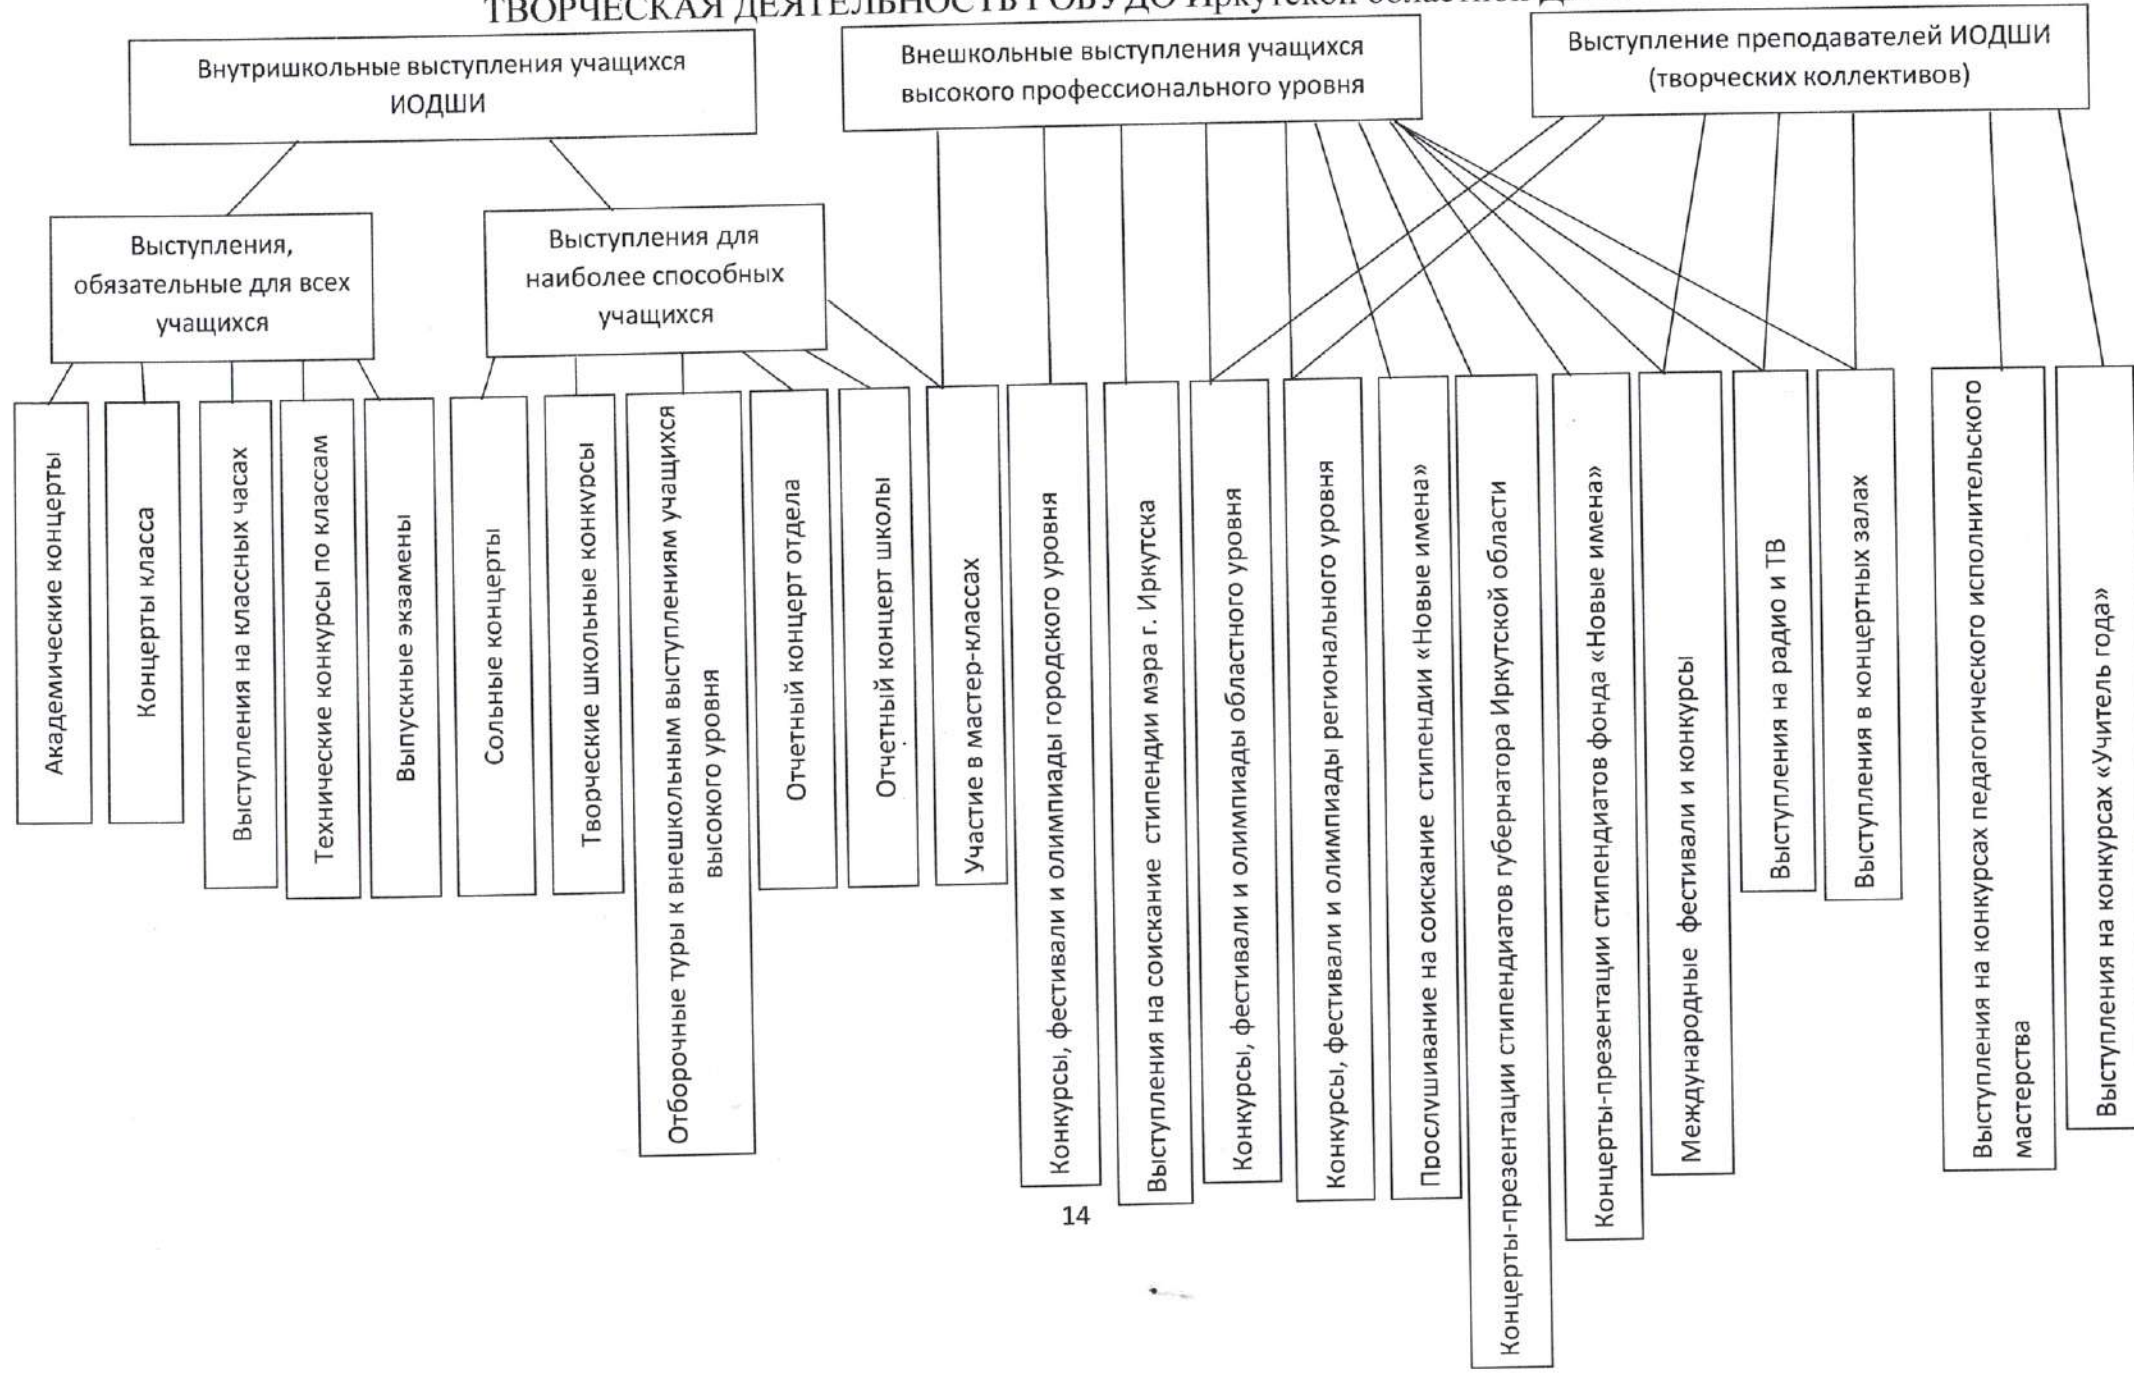 ТВОРЧЕСКАЯ ДЕЯТЕЛЬНОСТЬ ГОБУДО Иркутской областной
Внутришкольные выступления учащихся
ИОДШИ
Внешкольные выступления учащихся
высокого профессионального уровня
Выступление преподавателей ИОДШИ
(творческих коллективов)
Выступления,
обязательные для всех
учащихся
Выступления для
наиболее способных
учащихся
Академические концерты
Концерты класса
Выступления на классных часах
Технические конкурсы по классам
Выпускные экзамены
Сольные концерты
Творческие школьные конкурсы
Отборочные туры к внешкольным выступлениям учащихся
высокого уровня
Отчетный концерт отдела
Отчетный концерт школы
Участие в мастер-классах
Конкурсы, фестивали и олимпиады городского уровня
Выступления на соискание стипендии мэра г. Иркутска
Конкурсы, фестивали и олимпиады областного уровня
Конкурсы, фестивали и олимпиады регионального уровня
Прослушивание на соискание стипендии «Новые имена»
Концерты-презентации стипендиатов губернатора Иркутской области
Концерты-презентации стипендиатов фонда «Новые имена»
Международные фестивали и конкурсы
Выступления на радио и ТВ
Выступления в концертных залах
Выступления на конкурсах педагогического исполнительского
мастерства
Выступления на конкурсах «Учитель года»
14